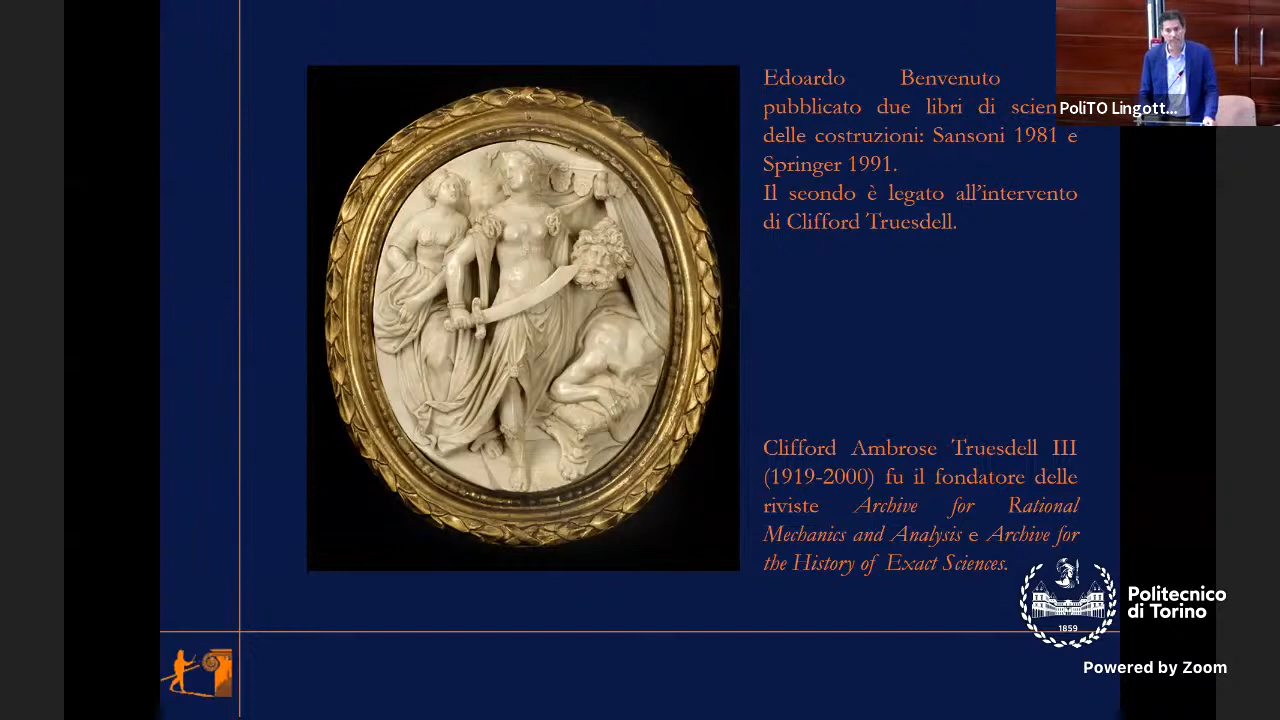 Edoardo Benvenuto
pubblicato due libri di scien
delle costruzioni: Sansoni 1981 e
Springer 1991.
Il seondo è legato all'intervento
di Clifford Truesdell.
PoliTO Lingott...
Clifford Ambrose Truesdell III
(1919-2000) fu il fondatore delle
riviste Archive for Rational
Mechanics and Analysis e Archive for
the History of Exact Sciences.
Politecnico
di Torino
1859
Powered by Zoom